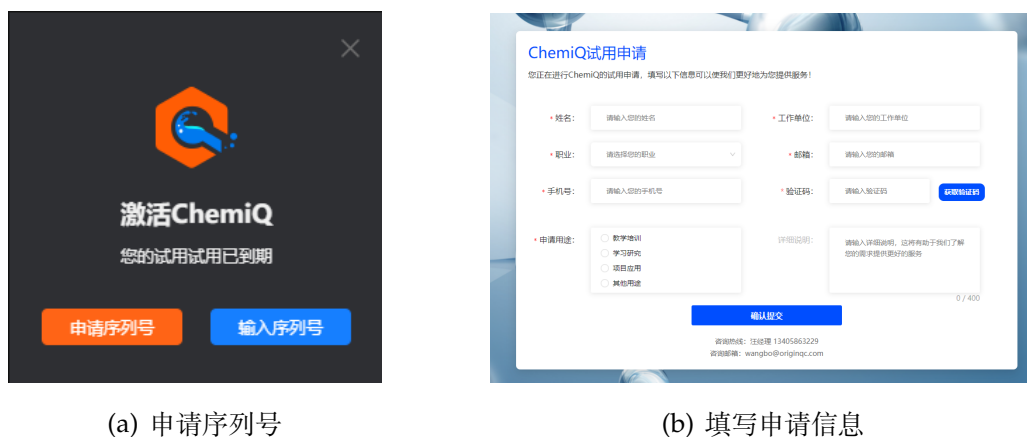 激活ChemiQ
您的试用试用已到期
申请序列号
输入序列号
(a) 申请序列号
ChemiQ试用申请
您正在进行ChemiQ的试用申请，填写以下信息可以使我们更好地为您提供服务！
* 姓名： 请输入您的姓名
* 工作单位： 请输入您的工作单位
* 职业： 请选择您的职业
* 邮箱： 请输入您的邮箱
* 手机号： 请输入您的手机号
* 验证码： 请输入验证码 获取验证码
* 申请用途： 教学培训
学习研究
项目应用
其他用途
详细说明： 请输入详细说明，这将有助于我们了解
您的需求提供更好的服务
0 / 400
确认提交
咨询热线：汪经理 13405863229
咨询邮箱：wangbo@originqc.com
(b) 填写申请信息